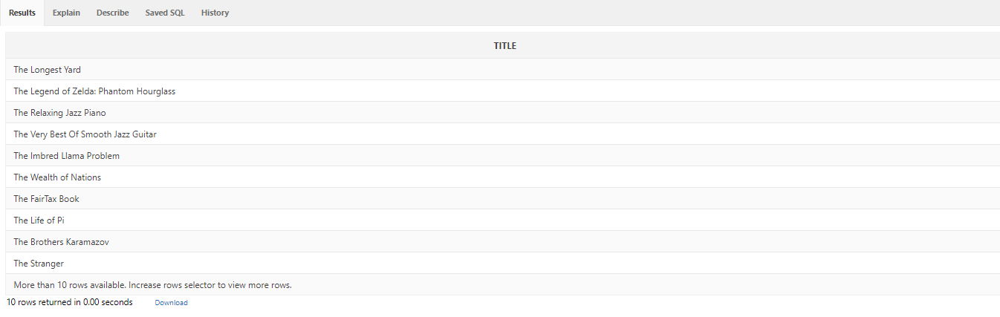 Results Explain Describe Saved SQL History
TITLE
The Longest Yard
The Legend of Zelda: Phantom Hourglass
The Relaxing Jazz Piano
The Very Best Of Smooth Jazz Guitar
The Imbred Llama Problem
The Wealth of Nations
The FairTax Book
The Life of Pi
The Brothers Karamazov
The Stranger
More than 10 rows available. Increase rows selector to view more rows.
10 rows returned in 0.00 seconds Download